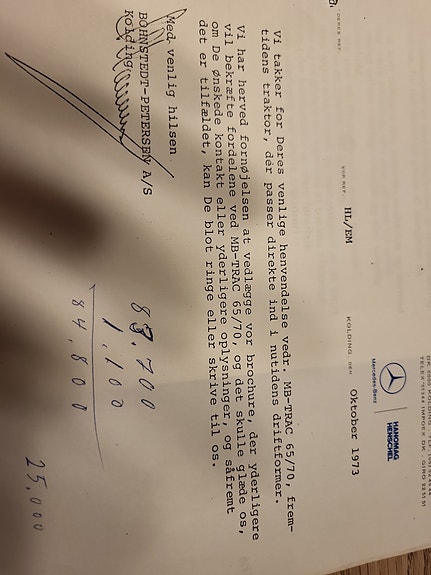 DERES REF.
VOR REF. HL/EM
KOLDING, DEN Oktober 1973
Mercedes-Benz
HANOMAG
HENSCHEL
Vi takker for Deres venlige henvendelse vedr. MB-TRAC 65/70, frem-
tidens traktor, dér passer direkte ind i nutidens driftformer.
Vi har herved fornøjelsen at vedlægge vor brochure, der yderligere
vil bekræfte fordelene ved MB-TRAC 65/70, og det skulle glæde os,
om De ønskede kontakt eller yderligere oplysninger, og såfremt
det er tilfældet, kan De blot ringe eller skrive til os.
Med venlig hilsen
BOHNSTEDT-PETERSEN A/S
Kolding
83.700
1.100
84.800
25.000